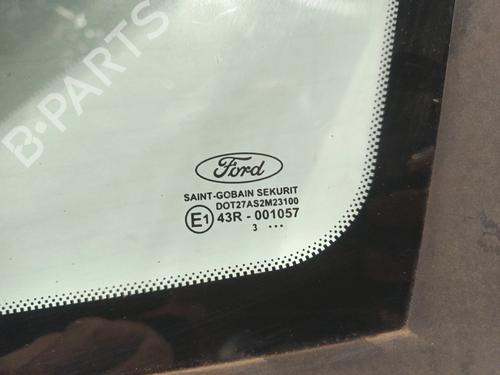 B-PARTS
Ford
SAINT-GOBAIN SEKURIT
DOT27AS2M23100
E1 43R - 001057
3 ...